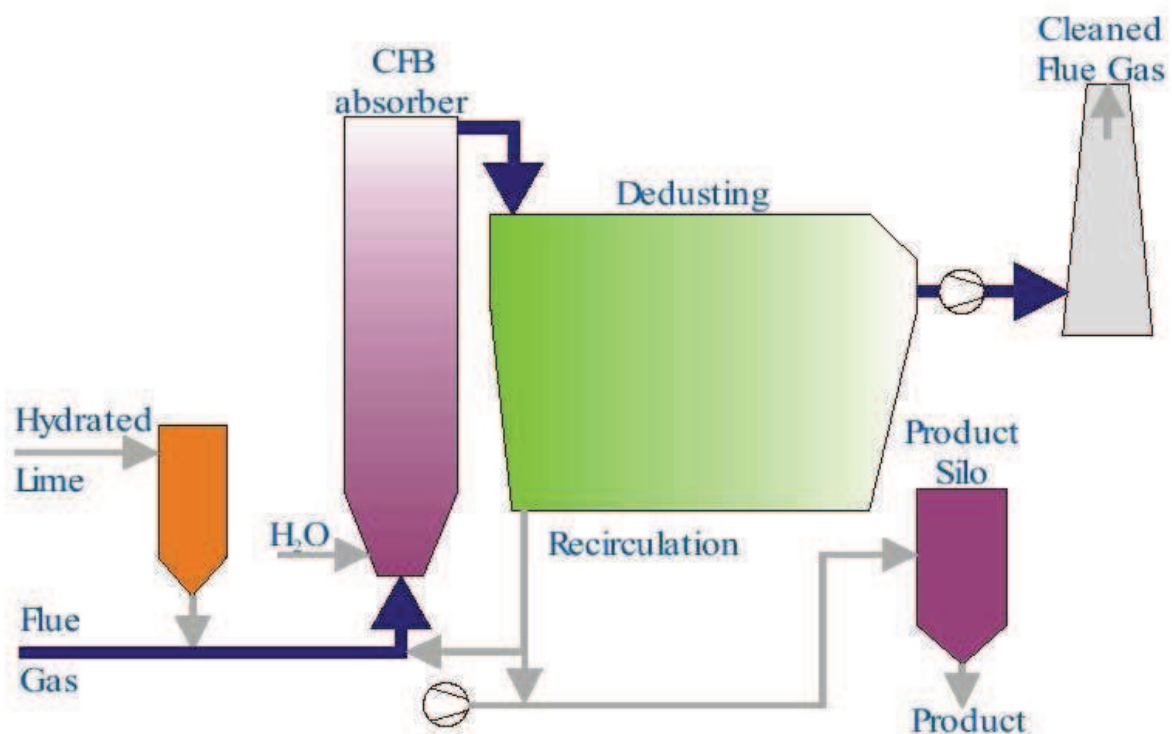 Cleaned
Flue Gas
CFB
absorber
Dedusting
Hydrated
Lime
Product
Silo
H₂O
Recirculation
Flue
Gas
Product